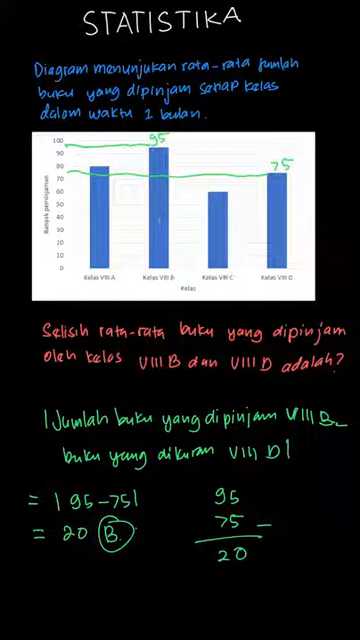 STATISTIKA
Diagram menunjukan rata-rata jumlah
buku yang dipinjam setiap kelas
dalam waktu 1 bulan.
95
75
100
90
80
70
60
50
40
30
20
10
0
Banyak peminjaman
Kelas VIII A Kelas VIII B Kelas VIII C Kelas VIII D
Kelas
Selisih rata-rata buku yang dipinjam
oleh kelas VIII B dan VIII D adalah?
|Jumlah buku yang dipinjam VIII B -
buku yang VIII D|
= |95-75|
= 20 B.
95
75 -
20